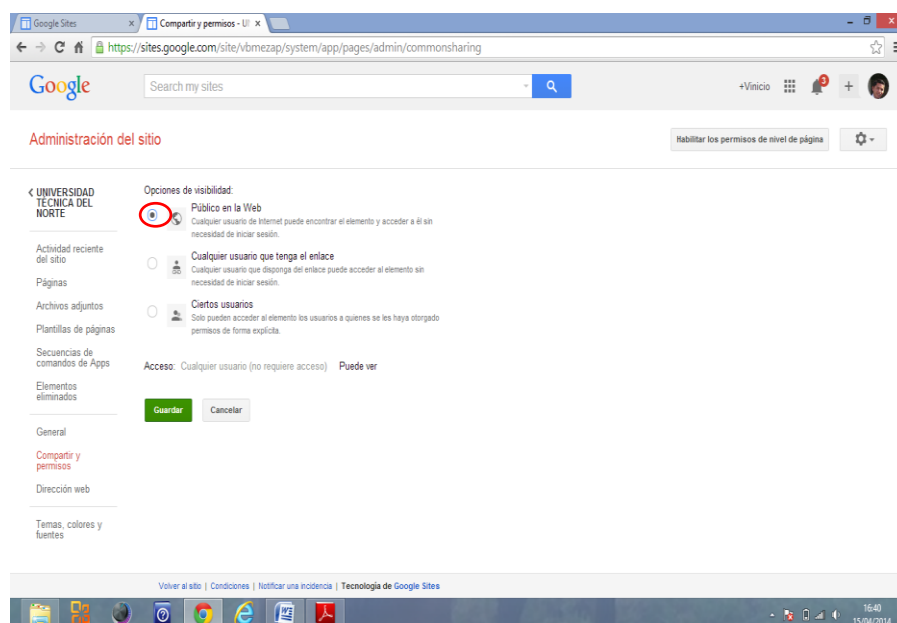 Google Sites
Compartir y permisos - U
https://sites.google.com/site/vbmezap/system/app/pages/admin/commonsharing
Google
Search my sites
+Vinicio
3
+
Administración del sitio
Habilitar los permisos de nivel de página
UNIVERSIDAD
TÉCNICA DEL
NORTE
Actividad reciente
del sitio
Páginas
Archivos adjuntos
Plantillas de páginas
Secuencias de
comandos de Apps
Elementos
eliminados
General
Compartir y
permisos
Dirección web
Temas, colores y
fuentes
Opciones de visibilidad:
Público en la Web
Cualquier usuario de Internet puede encontrar el elemento y acceder a él sin
necesidad de iniciar sesión.
Cualquier usuario que tenga el enlace
Cualquier usuario que disponga del enlace puede acceder al elemento sin
necesidad de iniciar sesión.
Ciertos usuarios
Solo pueden acceder al elemento los usuarios a quienes se les haya otorgado
permisos de forma explícita.
Acceso: Cualquier usuario (no requiere acceso) Puede ver
Guardar
Cancelar
Volver al sitio | Condiciones | Notificar una incidencia | Tecnología de Google Sites
16:40
15/04/2014